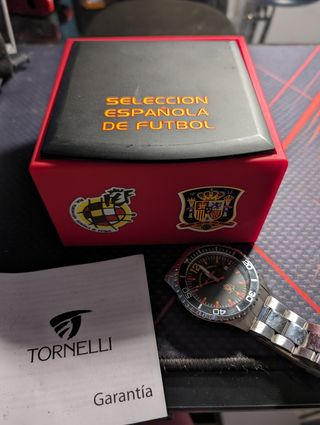 SELECCION
ESPAÑOLA
DE FUTBOL
TORNELLI
Garantía